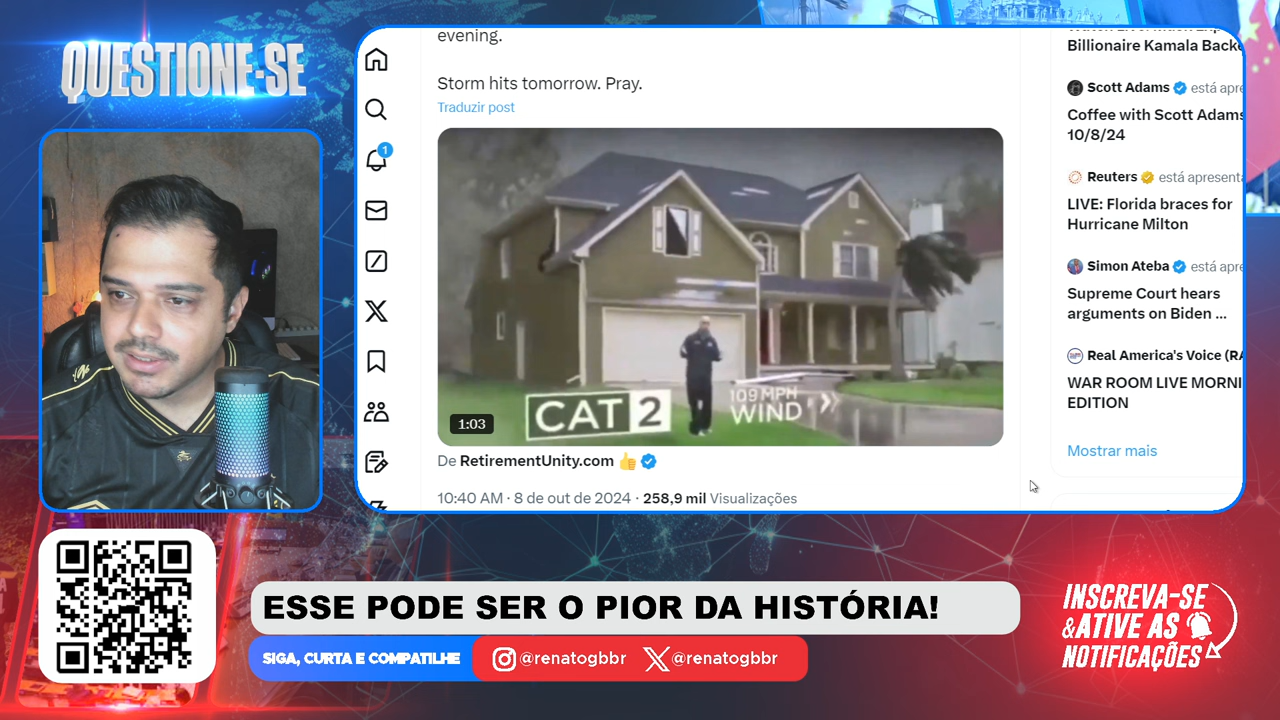 QUESTIONE-SE
evening.
Storm hits tomorrow. Pray.
Traduzir post
CAT 2
109 MPH
WIND
1:03
De RetirementUnity.com 👍
10:40 AM · 8 de out de 2024 · 258,9 mil Visualizações
1
Billionaire Kamala Backe
Scott Adams está apre
Coffee with Scott Adams
10/8/24
Reuters está apresenta
LIVE: Florida braces for
Hurricane Milton
Simon Ateba está apre
Supreme Court hears
arguments on Biden ...
Real America's Voice (RA
WAR ROOM LIVE MORNI
EDITION
Mostrar mais
ESSE PODE SER O PIOR DA HISTÓRIA!
SIGA, CURTA E COMPATILHE
@renatogbbr
@renatogbbr
INSCREVA-SE
&ATIVE AS
NOTIFICAÇÕES